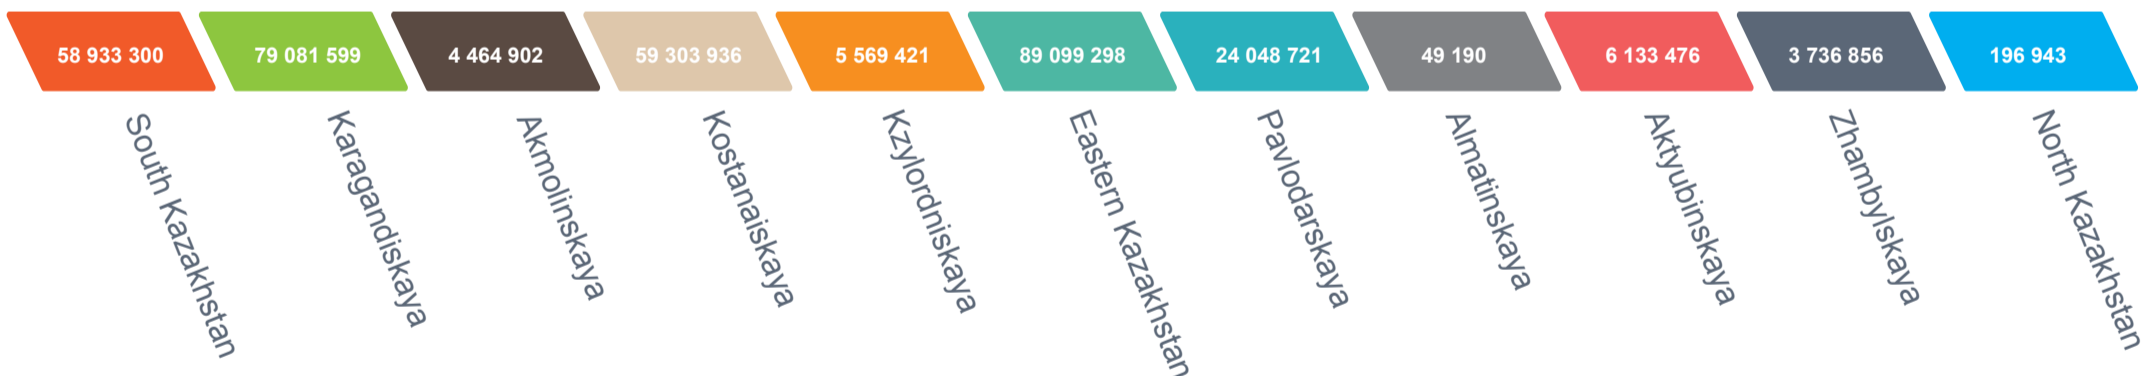 58 933 300
79 081 599
4 464 902
59 303 936
5 569 421
89 099 298
24 048 721
49 190
6 133 476
3 736 856
196 943
South Kazakhstan
Karagandiskaya
Akmolinskaya
Kostanaiskaya
Kzylordniskaya
Eastern Kazakhstan
Pavlodarskaya
Almatinskaya
Aktyubinskaya
Zhambylskaya
North Kazakhstan